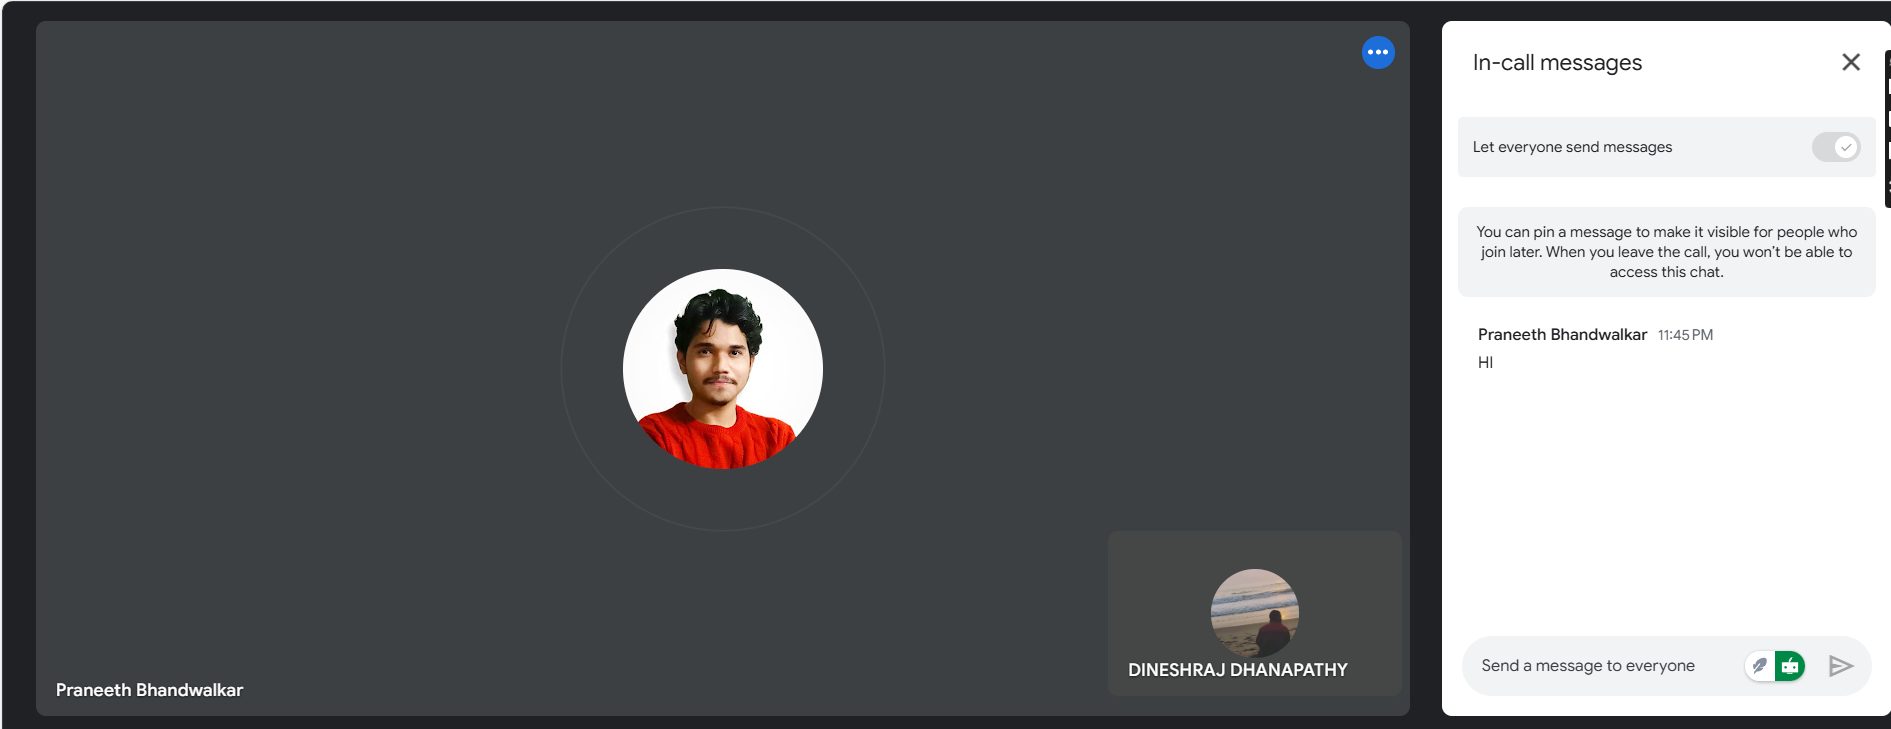 In-call messages
Let everyone send messages
You can pin a message to make it visible for people who
join later. When you leave the call, you won't be able to
access this chat.
Praneeth Bhandwalkar 11:45 PM
HI
DINESHRAJ DHANAPATHY
Praneeth Bhandwalkar
Send a message to everyone